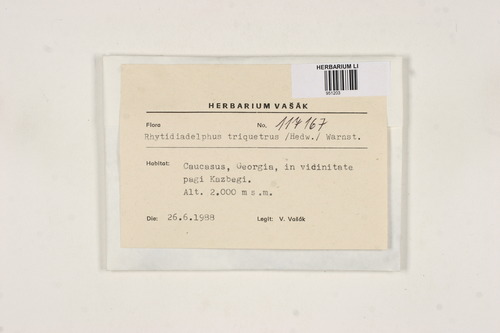 HERBARIUM LI
951203
HERBARIUM VAŠÁK
Flora No. 117167
Rhytidiadelphus triquetrus /Hedw./ Warnst.
Habitat: Caucasus, Georgia, in vidinitate
pagi Kazbegi.
Alt. 2.000 m s.m.
Die: 26.6.1988 Legit: V. Vašák